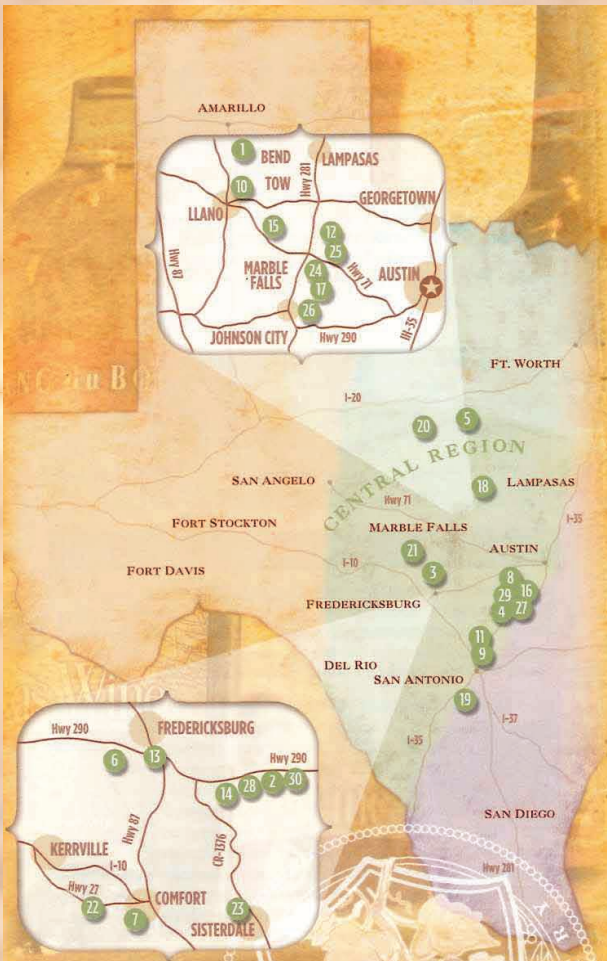 AMARILLO
1
BEND
LAMPASAS
10
TOW
Hwy 281
GEORGETOWN
LLANO
15
12
25
Hwy 87
MARBLE FALLS
24
Hwy 71
AUSTIN
17
26
JOHNSON CITY
Hwy 290
IH-35
FT. WORTH
I-20
20
5
CENTRAL REGION
SAN ANGELO
18
LAMPASAS
Hwy 71
FORT STOCKTON
MARBLE FALLS
I-35
21
AUSTIN
I-10
FORT DAVIS
3
8
29
16
FREDERICKSBURG
4
27
11
9
DEL RIO
SAN ANTONIO
19
I-37
I-35
SAN DIEGO
Hwy 281
Wine
FREDERICKSBURG
Hwy 290
6
13
Hwy 290
14
28
2
30
Hwy 87
CR-1376
KERRVILLE
I-10
Hwy 27
COMFORT
22
7
23
SISTERDALE
R Y